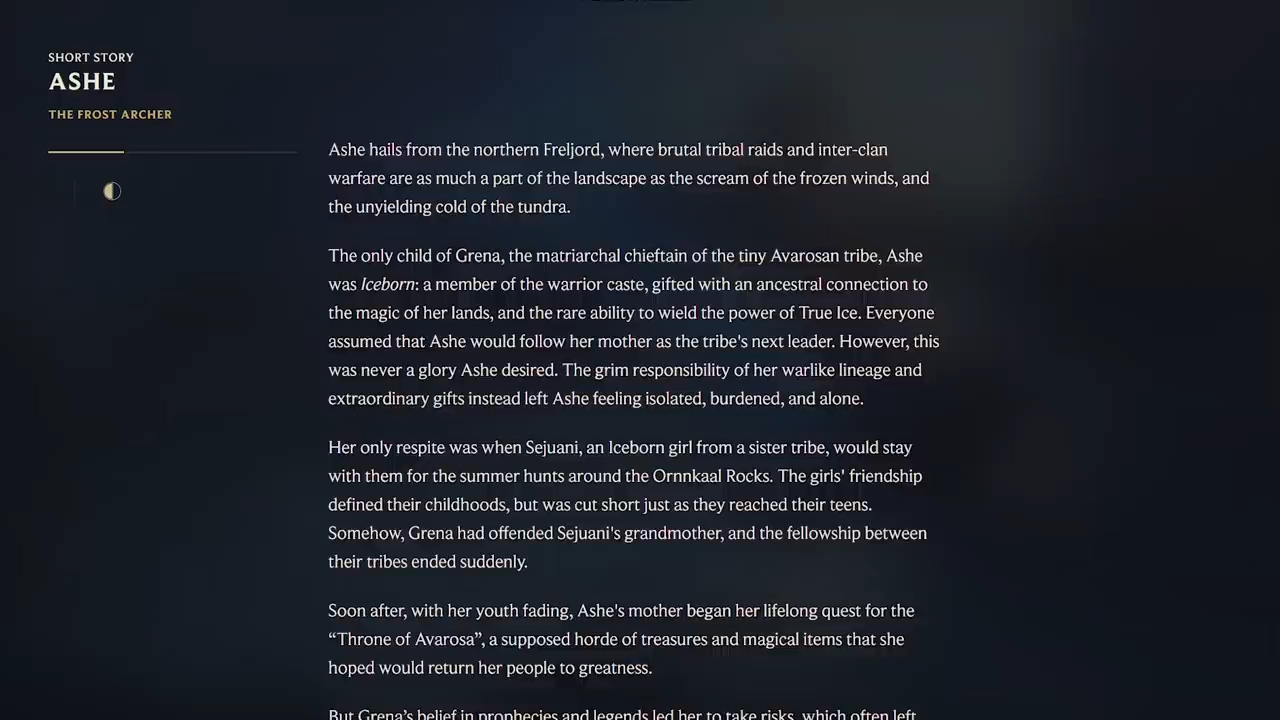 SHORT STORY
ASHE
THE FROST ARCHER
Ashe hails from the northern Freljord, where brutal tribal raids and inter-clan
warfare are as much a part of the landscape as the scream of the frozen winds, and
the unyielding cold of the tundra.
The only child of Grena, the matriarchal chieftain of the tiny Avarosan tribe, Ashe
was Iceborn: a member of the warrior caste, gifted with an ancestral connection to
the magic of her lands, and the rare ability to wield the power of True Ice. Everyone
assumed that Ashe would follow her mother as the tribe's next leader. However, this
was never a glory Ashe desired. The grim responsibility of her warlike lineage and
extraordinary gifts instead left Ashe feeling isolated, burdened, and alone.
Her only respite was when Sejuani, an Iceborn girl from a sister tribe, would stay
with them for the summer hunts around the Ornnkaal Rocks. The girls' friendship
defined their childhoods, but was cut short just as they reached their teens.
Somehow, Grena had offended Sejuani's grandmother, and the fellowship between
their tribes ended suddenly.
Soon after, with her youth fading, Ashe's mother began her lifelong quest for the
“Throne of Avarosa”, a supposed horde of treasures and magical items that she
hoped would return her people to greatness.
But Grena’s belief in prophecies and legends led her to take risks, which often left